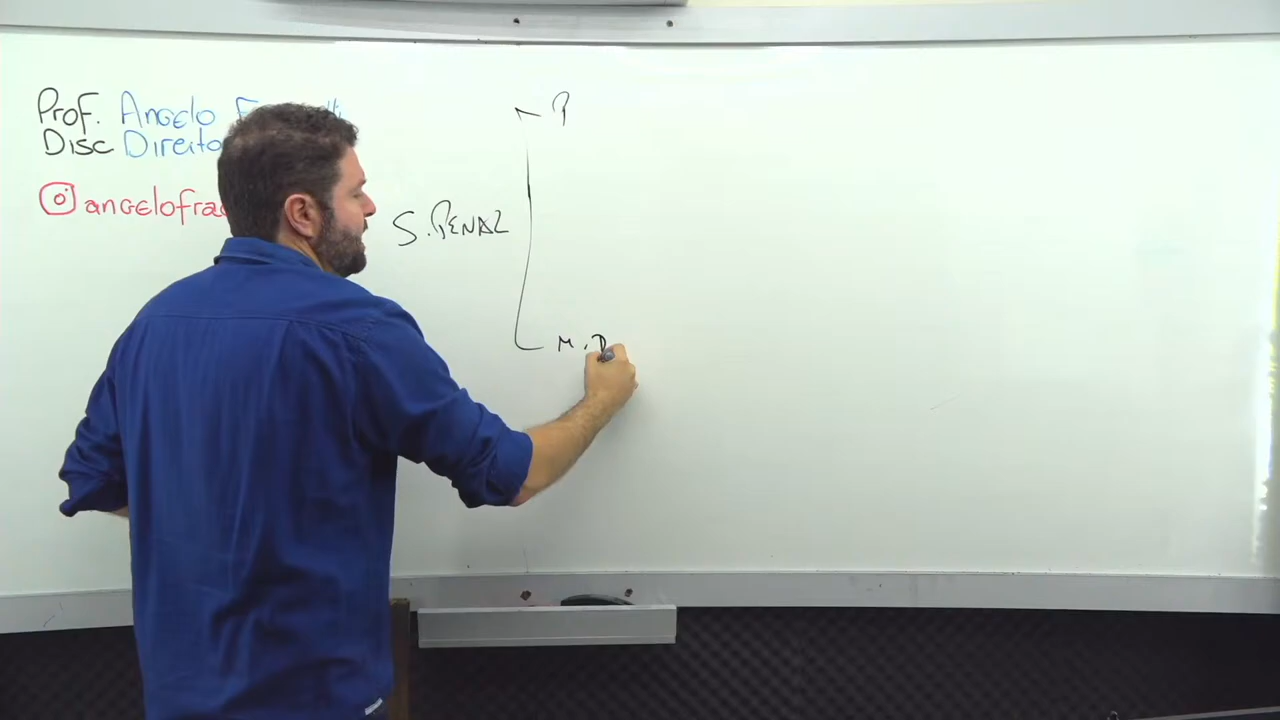 Prof. Angelo
Disc Direito
angelofra
S. PENAL
P
M.